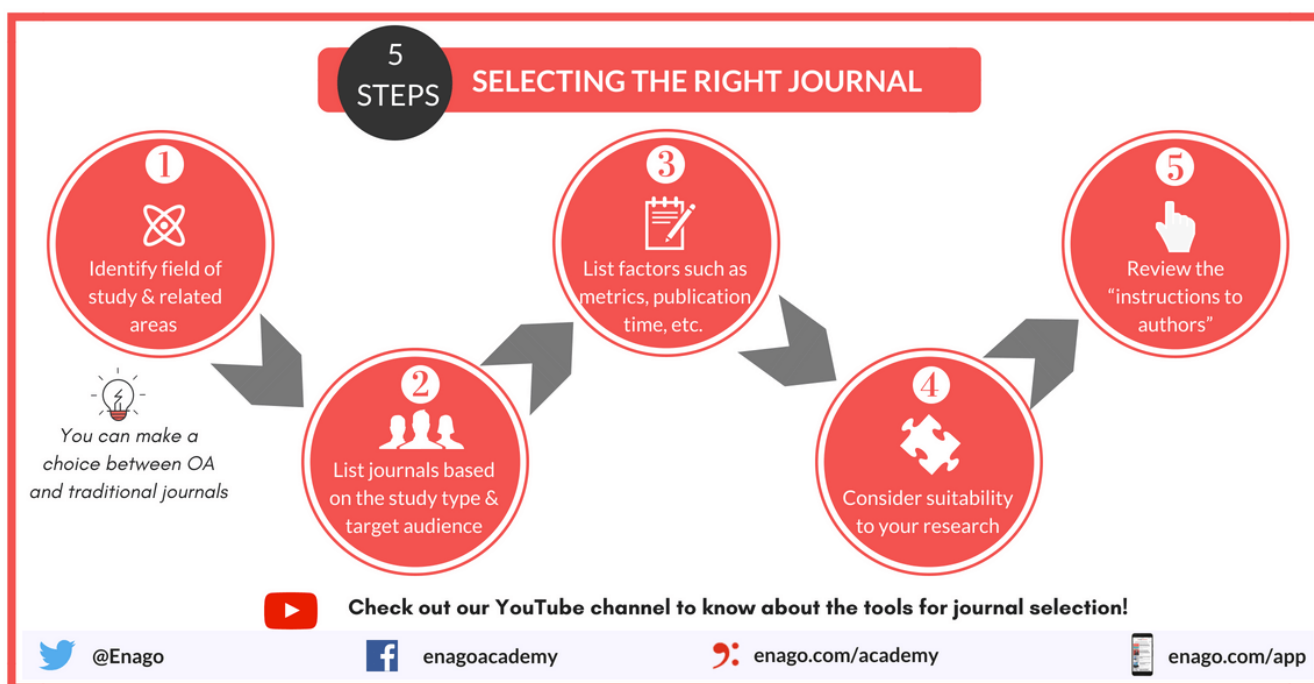 5
STEPS
SELECTING THE RIGHT JOURNAL
1
Identify field of
study & related
areas
You can make a
choice between OA
and traditional journals
2
List journals based
on the study type &
target audience
3
List factors such as
metrics, publication
time, etc.
4
Consider suitability
to your research
5
Review the
“instructions to
authors”
Check out our YouTube channel to know about the tools for journal selection!
@Enago
enagoacademy
enago.com/academy
enago.com/app